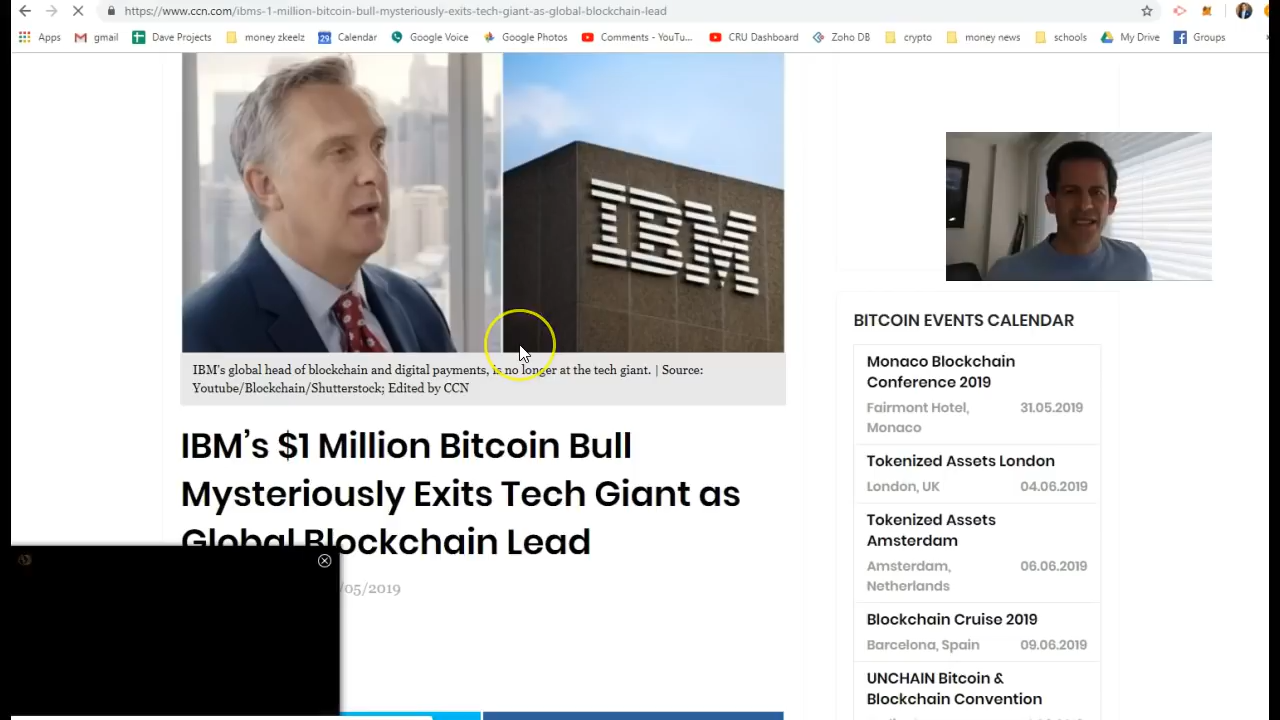 https://www.ccn.com/ibms-1-million-bitcoin-bull-mysteriously-exits-tech-giant-as-global-blockchain-lead
Apps gmail Dave Projects money zkeelz Calendar Google Voice Google Photos Comments - YouTu... CRU Dashboard Zoho DB crypto money news schools My Drive Groups
IBM
IBM's global head of blockchain and digital payments, is no longer at the tech giant. | Source:
Youtube/Blockchain/Shutterstock; Edited by CCN
IBM’s $1 Million Bitcoin Bull
Mysteriously Exits Tech Giant as
Global Blockchain Lead
/05/2019
BITCOIN EVENTS CALENDAR
Monaco Blockchain
Conference 2019
Fairmont Hotel, 31.05.2019
Monaco
Tokenized Assets London
London, UK 04.06.2019
Tokenized Assets
Amsterdam
Amsterdam, 06.06.2019
Netherlands
Blockchain Cruise 2019
Barcelona, Spain 09.06.2019
UNCHAIN Bitcoin &
Blockchain Convention